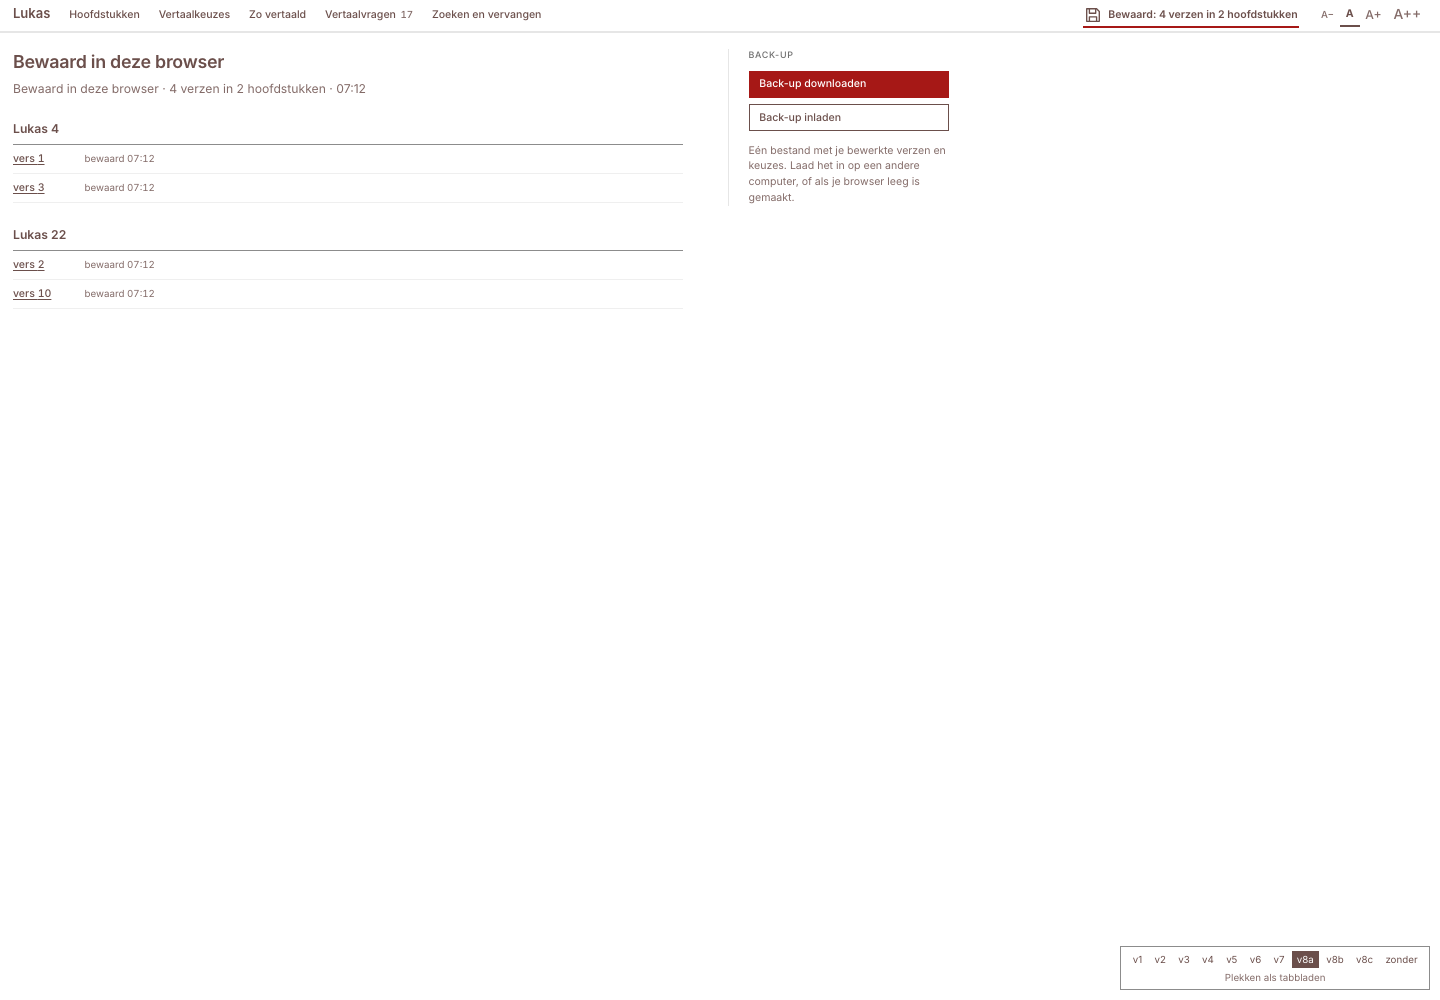 Lukas Hoofdstukken Vertaalkeuzes Zo vertaald Vertaalvragen 17 Zoeken en vervangen Bewaard: 4 verzen in 2 hoofdstukken A− A A+ A++
Bewaard in deze browser
Bewaard in deze browser · 4 verzen in 2 hoofdstukken · 07:12
Lukas 4
vers 1 bewaard 07:12
vers 3 bewaard 07:12
Lukas 22
vers 2 bewaard 07:12
vers 10 bewaard 07:12
BACK-UP
Back-up downloaden
Back-up inladen
Eén bestand met je bewerkte verzen en
keuzes. Laad het in op een andere
computer, of als je browser leeg is
gemaakt.
v1 v2 v3 v4 v5 v6 v7 v8a v8b v8c zonder
Plekken als tabbladen